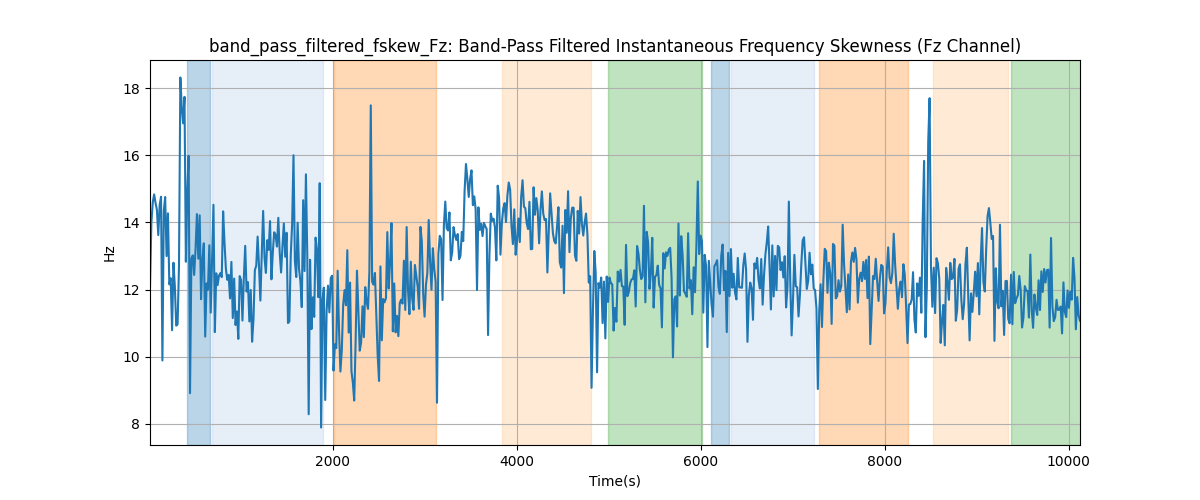 band_pass_filtered_fskew_Fz: Band-Pass Filtered Instantaneous Frequency Skewness (Fz Channel)
18
16
14
12
10
8
Hz
2000 4000 6000 8000 10000
Time(s)